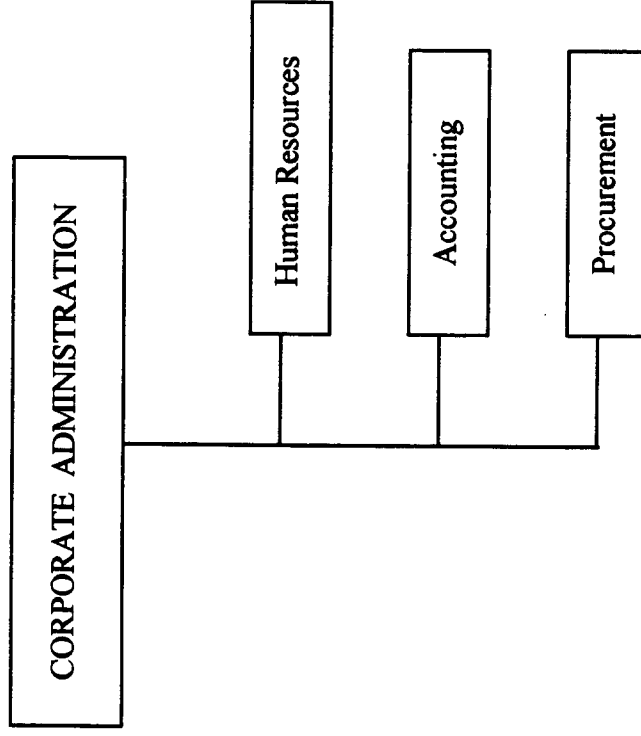 CORPORATE ADMINISTRATION
Human Resources
Accounting
Procurement